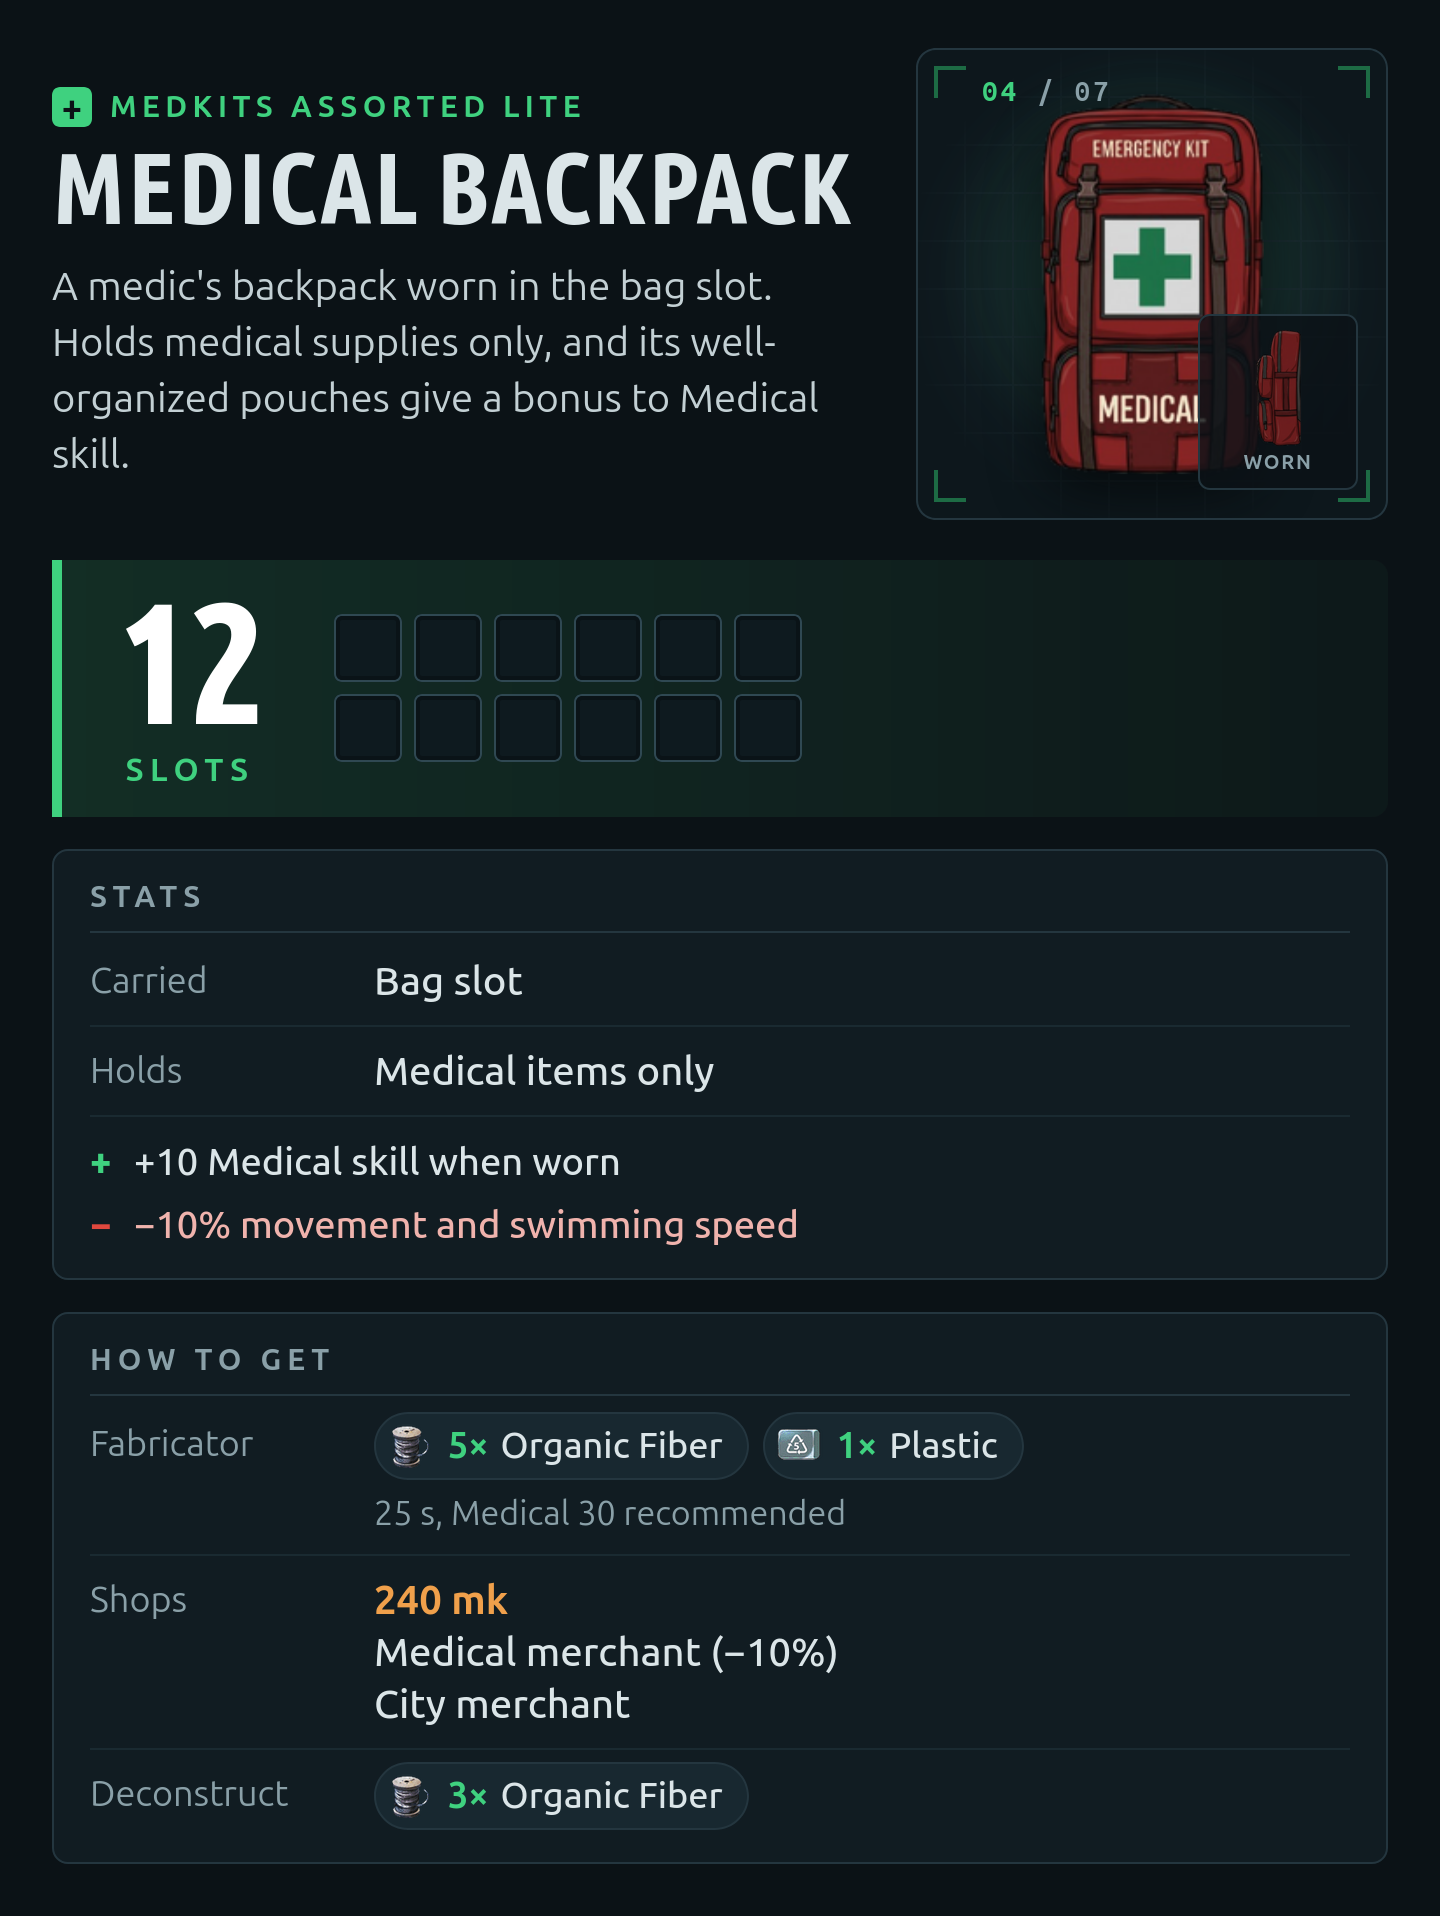 MEDKITS ASSORTED LITE
MEDICAL BACKPACK
A medic's backpack worn in the bag slot.
Holds medical supplies only, and its well-
organized pouches give a bonus to Medical
skill.
04 / 07
EMERGENCY KIT
MEDICAL
WORN
12
SLOTS
STATS
Carried Bag slot
Holds Medical items only
+ +10 Medical skill when worn
− −10% movement and swimming speed
HOW TO GET
Fabricator 5× Organic Fiber 1× Plastic
25 s, Medical 30 recommended
Shops 240 mk
Medical merchant (−10%)
City merchant
Deconstruct 3× Organic Fiber